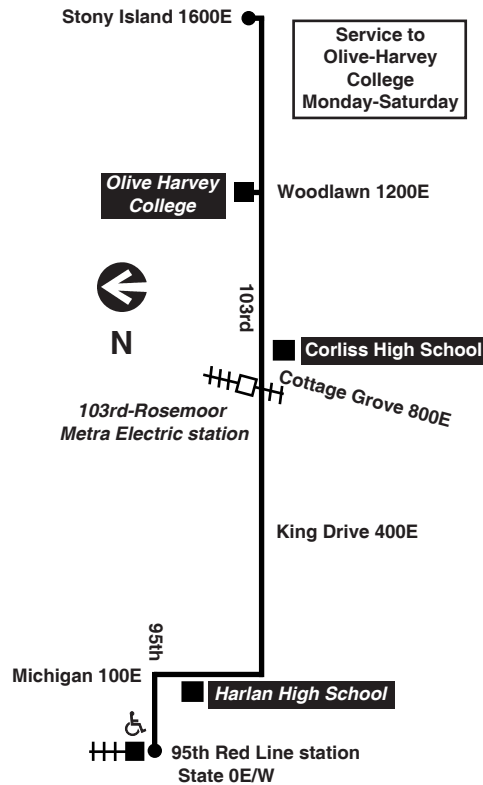 Stony Island 1600E
Service to
Olive-Harvey
College
Monday-Saturday
Olive Harvey
College
Woodlawn 1200E
103rd
N
Corliss High School
Cottage Grove 800E
103rd-Rosemoor
Metra Electric station
King Drive 400E
95th
Michigan 100E
Harlan High School
95th Red Line station
State 0E/W